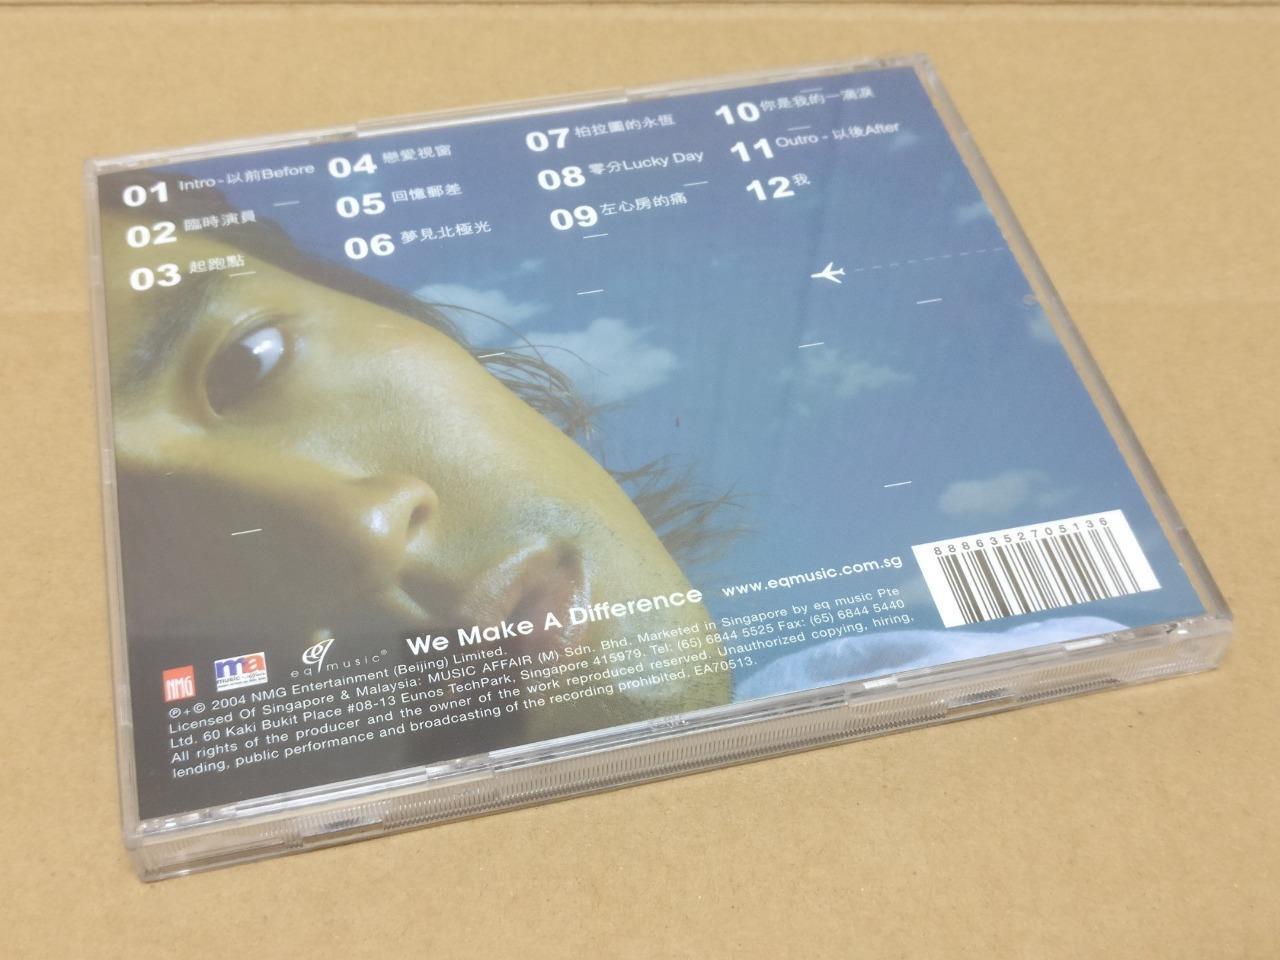 01 Intro - 以前Before
02 臨時演員
03 起跑點
04 戀愛視窗
05 回憶郵差
06 夢見北極光
07 柏拉圖的永恆
08 零分Lucky Day
09 左心房的痛
10 你是我的一滴淚
11 Outro - 以後After
12 我
8886352705136
We Make A Difference www.eqmusic.com.sg
NMG
ma
eq music®
℗+© 2004 NMG Entertainment (Beijing) Limited.
Licensed Of Singapore & Malaysia: MUSIC AFFAIR (M) Sdn. Bhd. Marketed in Singapore by eq music Pte
Ltd. 60 Kaki Bukit Place #08-13 Eunos TechPark, Singapore 415979. Tel: (65) 6844 5525 Fax: (65) 6844 5440
All rights of the producer and the owner of the work reproduced reserved. Unauthorized copying, hiring,
lending, public performance and broadcasting of the recording prohibited. EA70513.